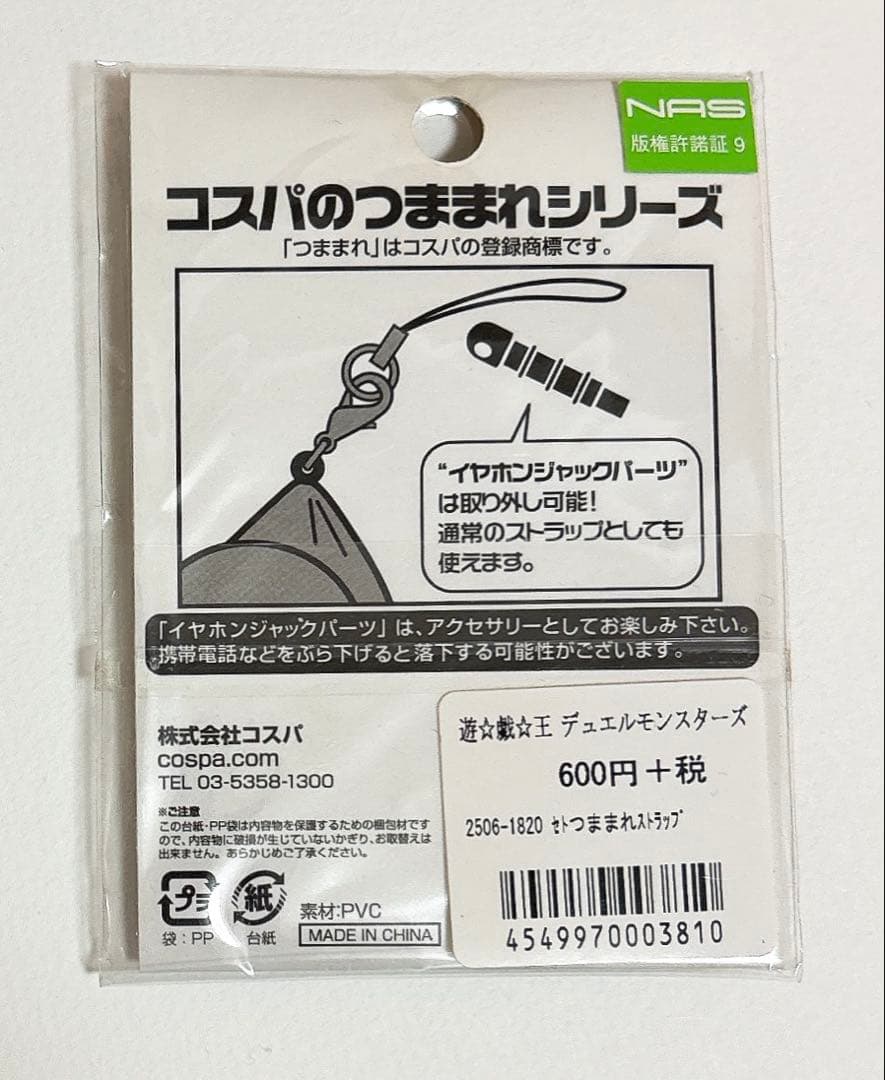 NAS
版権許諾証 9
コスパのつままれシリーズ
「つままれ」はコスパの登録商標です。
“イヤホンジャックパーツ”
は取り外し可能!
通常のストラップとしても
使えます。
「イヤホンジャックパーツ」は、アクセサリーとしてお楽しみ下さい。
携帯電話などをぶら下げると落下する可能性がございます。
株式会社コスパ
cospa.com
TEL 03-5358-1300
※ご注意
この台紙・PP袋は内容物を保護するための梱包材です
ので、内容物に破損が生じていないかぎり、お取替えは
出来ません。あらかじめご了承ください。
プラ
紙
袋:PP
台紙
素材:PVC
MADE IN CHINA
遊☆戯☆王 デュエルモンスターズ
600円+税
2506-1820 ｾﾄつままれｽﾄﾗｯﾌﾟ
4549970003810